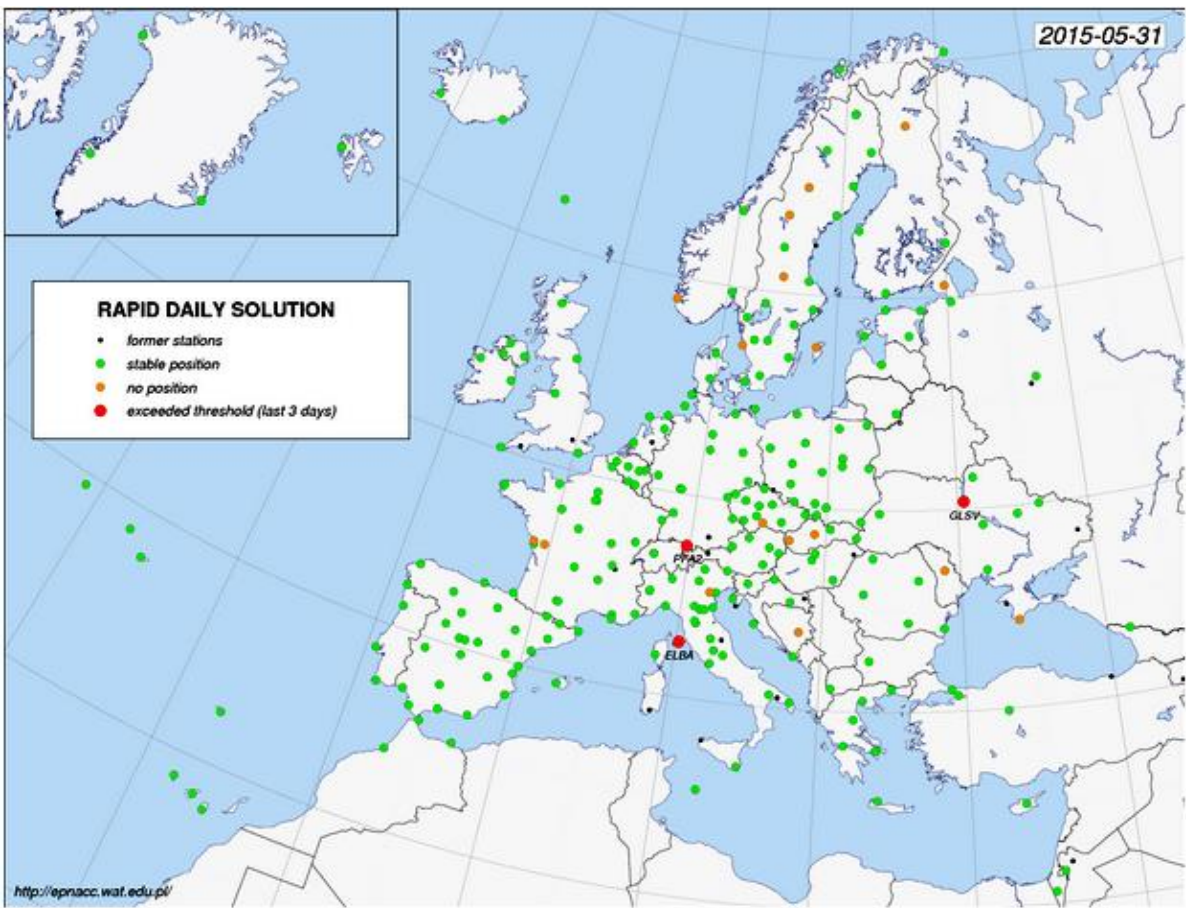 2015-05-31
RAPID DAILY SOLUTION
former stations
stable position
no position
exceeded threshold (last 3 days)
GLSV
PFA2
ELBA
http://epnacc.wat.edu.pl/